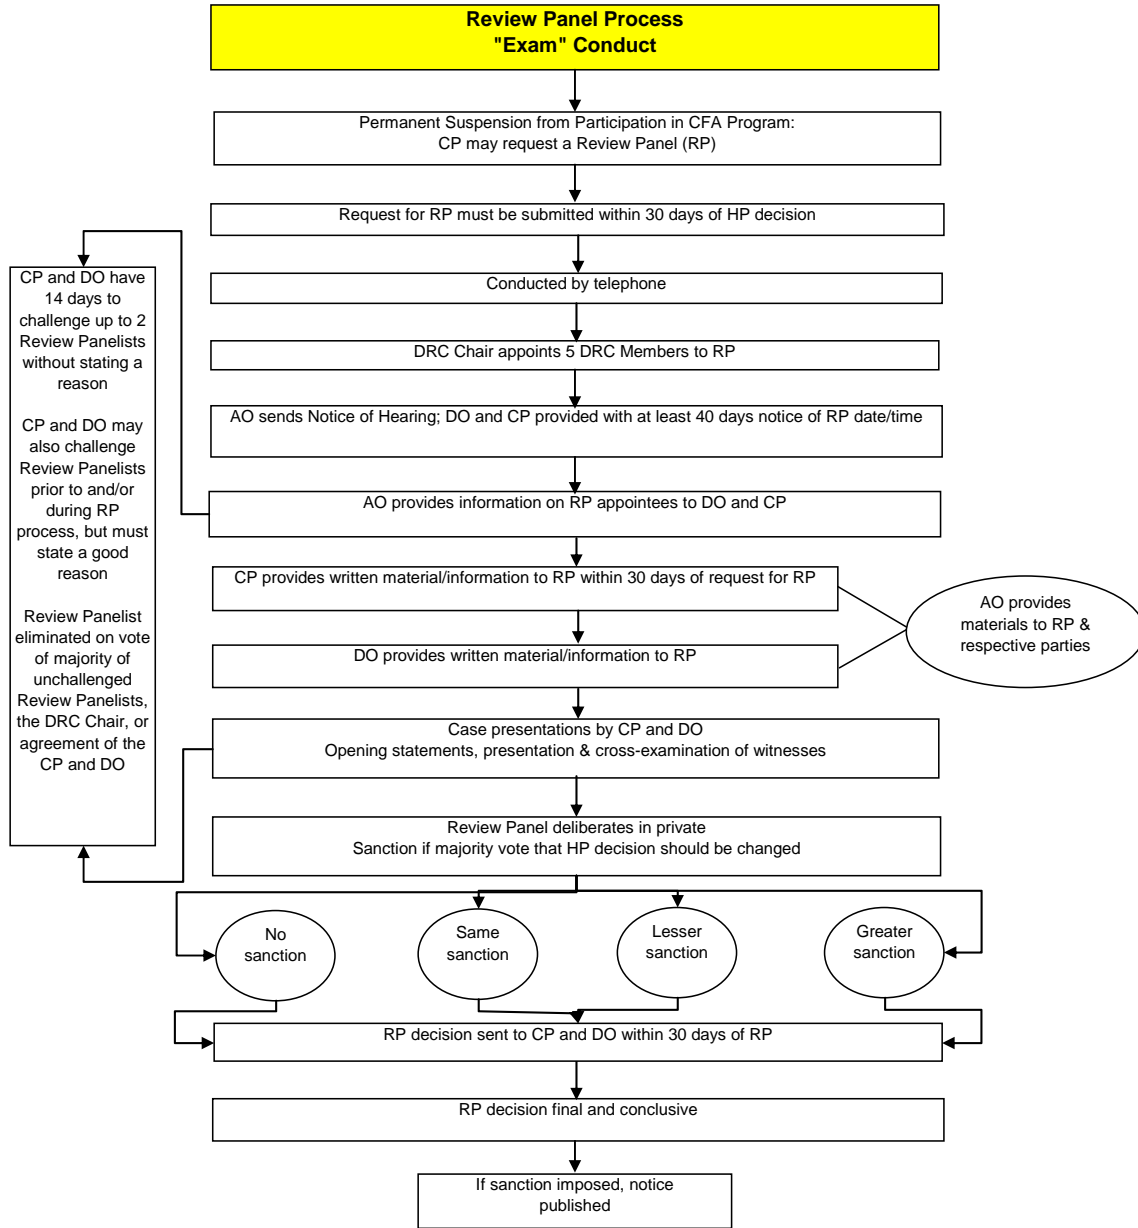 Review Panel Process
"Exam" Conduct
Permanent Suspension from Participation in CFA Program:
CP may request a Review Panel (RP)
Request for RP must be submitted within 30 days of HP decision
Conducted by telephone
DRC Chair appoints 5 DRC Members to RP
AO sends Notice of Hearing; DO and CP provided with at least 40 days notice of RP date/time
AO provides information on RP appointees to DO and CP
CP and DO have
14 days to
challenge up to 2
Review Panelists
without stating a
reason
CP and DO may
also challenge
Review Panelists
prior to and/or
during RP
process, but must
state a good
reason
Review Panelist
eliminated on vote
of majority of
unchallenged
Review Panelists,
the DRC Chair, or
agreement of the
CP and DO
CP provides written material/information to RP within 30 days of request for RP
DO provides written material/information to RP
AO provides
materials to RP &
respective parties
Case presentations by CP and DO
Opening statements, presentation & cross-examination of witnesses
Review Panel deliberates in private
Sanction if majority vote that HP decision should be changed
No
sanction
Same
sanction
Lesser
sanction
Greater
sanction
RP decision sent to CP and DO within 30 days of RP
RP decision final and conclusive
If sanction imposed, notice
published